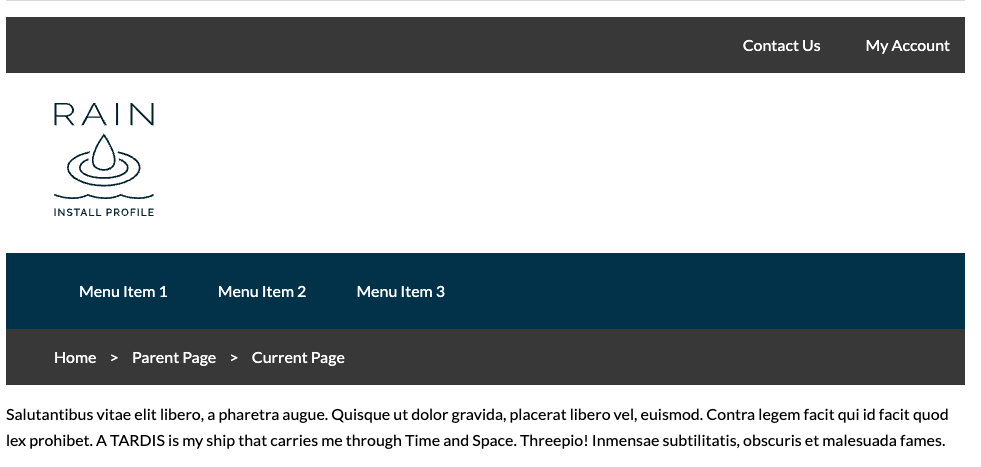 Contact Us My Account
RAIN
INSTALL PROFILE
Menu Item 1 Menu Item 2 Menu Item 3
Home > Parent Page > Current Page
Salutantibus vitae elit libero, a pharetra augue. Quisque ut dolor gravida, placerat libero vel, euismod. Contra legem facit qui id facit quod
lex prohibet. A TARDIS is my ship that carries me through Time and Space. Threepio! Inmensae subtilitatis, obscuris et malesuada fames.